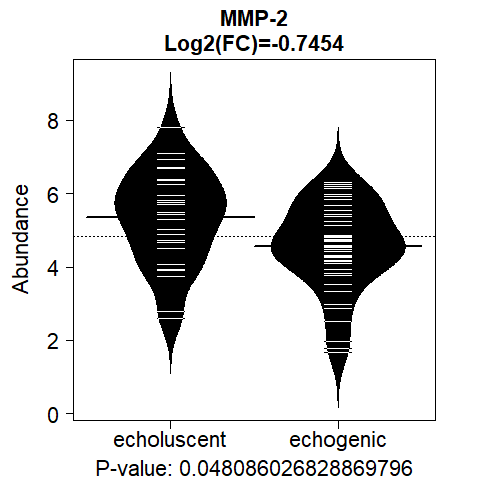 MMP-2
Log2(FC)=-0.7454
Abundance
8
6
4
2
0
echoluscent echogenic
P-value: 0.048086026828869796